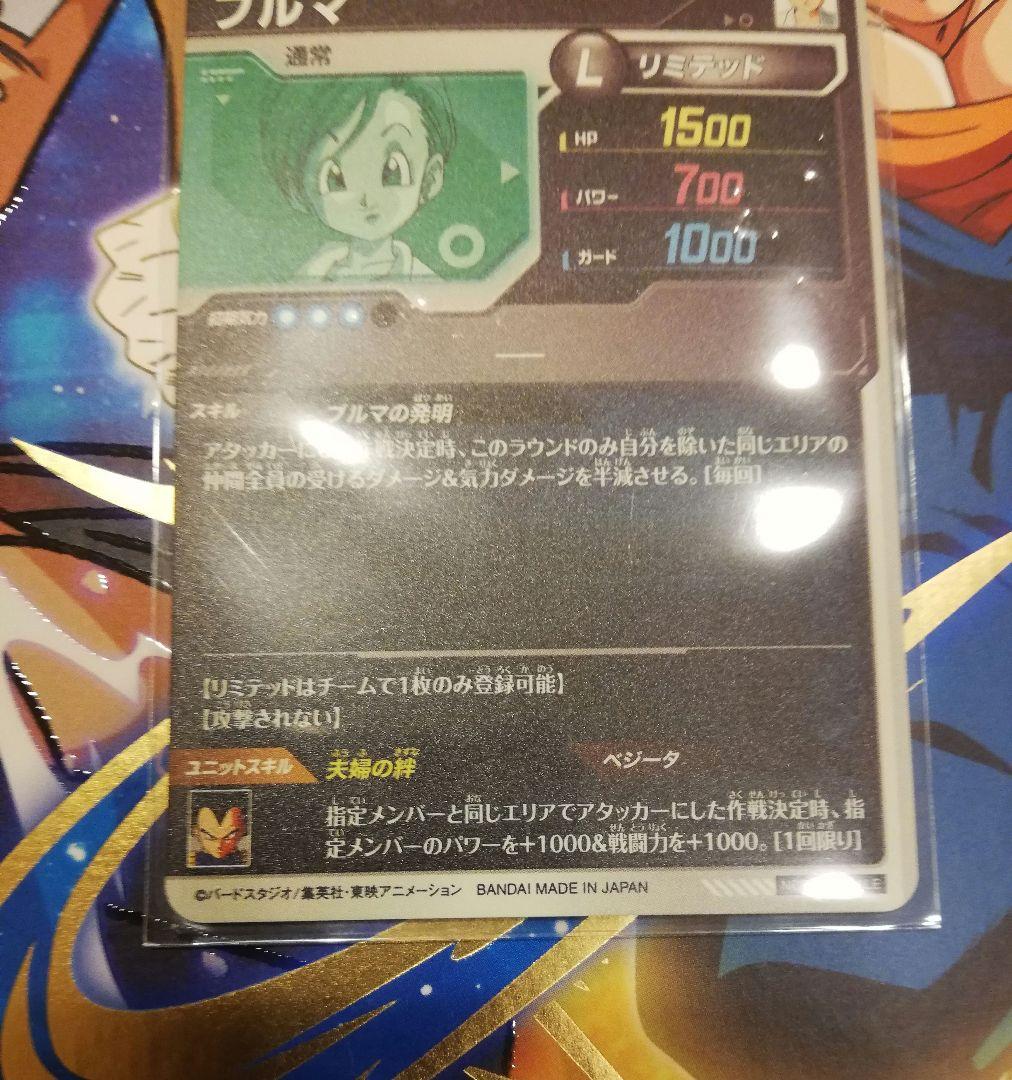 ブルマ
通常
L リミテッド
HP 1500
パワー 700
ガード 1000
スキル ブルマの発明
アタッカーに 決定時、このラウンドのみ自分を除いた同じエリアの
仲間全員の受けるダメージ&気力ダメージを半減させる。[毎回]
【リミテッドはチームで1枚のみ登録可能】
[攻撃されない]
ユニットスキル 夫婦の絆 ベジータ
指定メンバーと同じエリアでアタッカーにした作戦決定時、指
定メンバーのパワーを+1000&戦闘力を+1000。[1回限り]
©バードスタジオ/集英社・東映アニメーション BANDAI MADE IN JAPAN